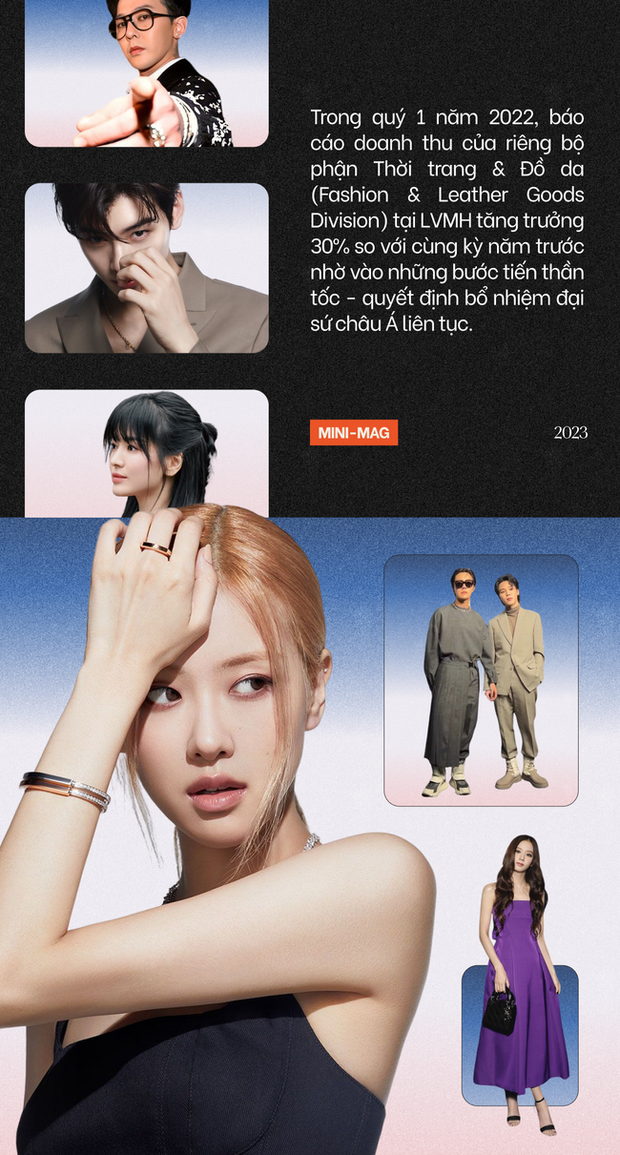 Trong quý 1 năm 2022, báo
cáo doanh thu của riêng bộ
phận Thời trang & Đồ da
(Fashion & Leather Goods
Division) tại LVMH tăng trưởng
30% so với cùng kỳ năm trước
nhờ vào những bước tiến thần
tốc - quyết định bổ nhiệm đại
sứ châu Á liên tục.
MINI-MAG
2023